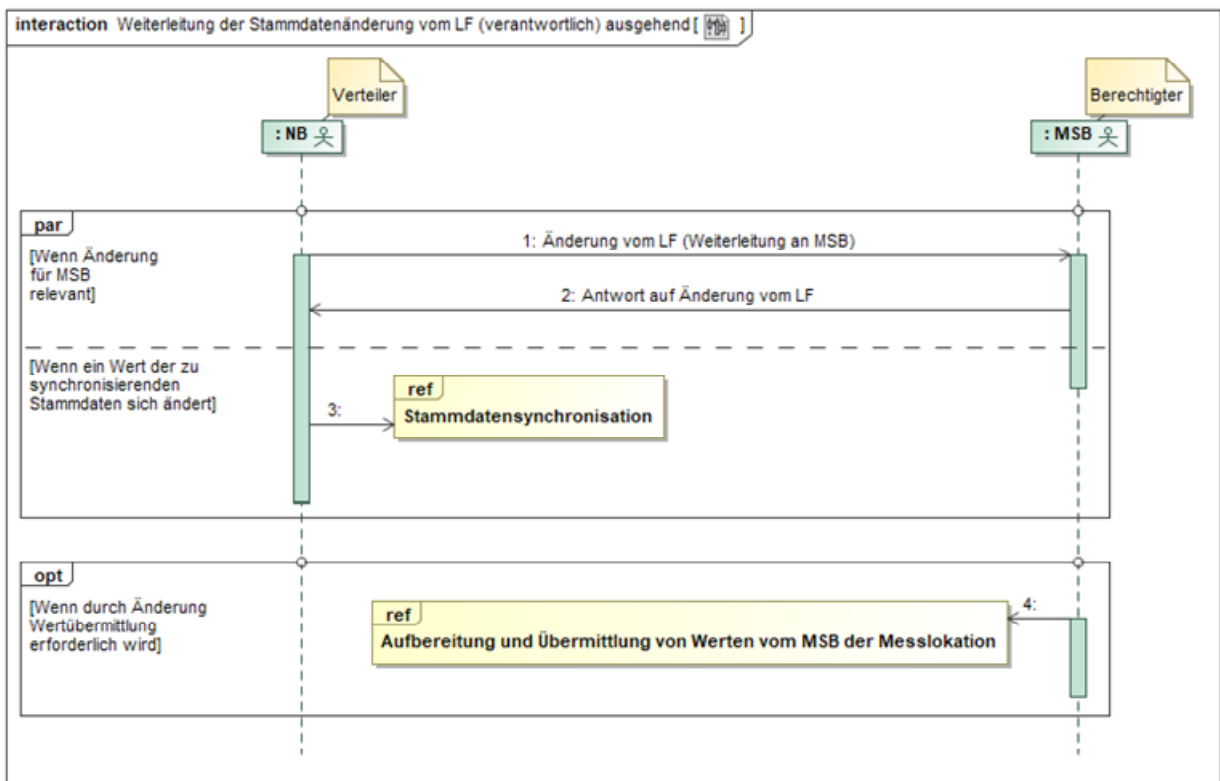 interaction Weiterleitung der Stammdatenänderung vom LF (verantwortlich) ausgehend [ ]
Verteiler
Berechtigter
: NB
: MSB
par
[Wenn Änderung
für MSB
relevant]
1: Änderung vom LF (Weiterleitung an MSB)
2: Antwort auf Änderung vom LF
[Wenn ein Wert der zu
synchronisierenden
Stammdaten sich ändert]
3:
ref
Stammdatensynchronisation
opt
[Wenn durch Änderung
Wertübermittlung
erforderlich wird]
4:
ref
Aufbereitung und Übermittlung von Werten vom MSB der Messlokation